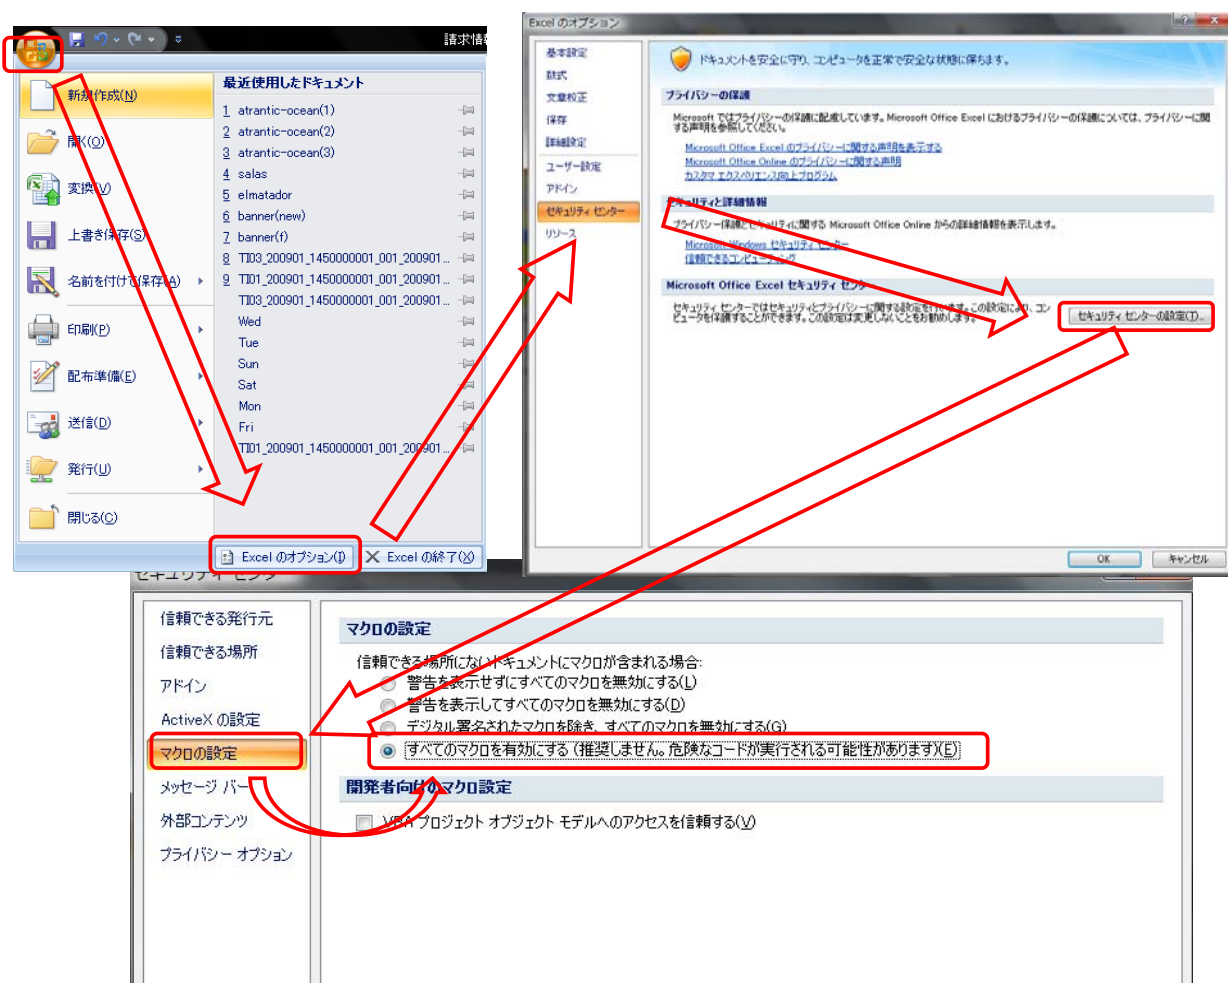 請求情
最近使用したドキュメント
新規作成(N)
開く(O)
変換(V)
上書き保存(S)
名前を付けて保存(A)
印刷(P)
配布準備(E)
送信(D)
発行(U)
閉じる(C)
1 atrantic-ocean(1)
2 atrantic-ocean(2)
3 atrantic-ocean(3)
4 salas
5 elmatador
6 banner(new)
7 banner(f)
8 TID3_200901_1450000001_001_200901...
9 TID1_200901_1450000001_001_200901...
TID3_200901_1450000001_001_200901...
Wed
Tue
Sun
Sat
Mon
Fri
TID1_200901_1450000001_001_200901...
Excel のオプション(I)
Excel の終了(X)
Excel のオプション
基本設定
数式
文章校正
保存
詳細設定
ユーザー設定
アドイン
セキュリティ センター
リソース
ドキュメントを安全に守り、コンピュータを正常で安全な状態に保ちます。
プライバシーの保護
Microsoft ではプライバシーの保護に配慮しています。Microsoft Office Excel におけるプライバシーの保護については、プライバシーに関
する声明を参照してください。
Microsoft Office Excel のプライバシーに関する声明を表示する
Microsoft Office Online のプライバシーに関する声明
カスタマ エクスペリエンス向上プログラム
セキュリティと詳細情報
プライバシー保護とセキュリティに関する Microsoft Office Online からの詳細情報を表示します。
Microsoft Windows セキュリティ センター
信頼できるコンピューティング
Microsoft Office Excel セキュリティ センター
セキュリティ センターではセキュリティとプライバシーに関する設定を行います。この設定により、コン
ピュータを保護することができます。この設定は変更しないことをお勧めします。
セキュリティ センターの設定(T)...
OK
キャンセル
セキュリティ センター
信頼できる発行元
信頼できる場所
アドイン
ActiveX の設定
マクロの設定
メッセージ バー
外部コンテンツ
プライバシー オプション
マクロの設定
信頼できる場所にないドキュメントにマクロが含まれる場合:
警告を表示せずにすべてのマクロを無効にする(L)
警告を表示してすべてのマクロを無効にする(D)
デジタル署名されたマクロを除き、すべてのマクロを無効にする(G)
すべてのマクロを有効にする (推奨しません。危険なコードが実行される可能性があります)(E)
開発者向けのマクロ設定
VBA プロジェクト オブジェクト モデルへのアクセスを信頼する(V)